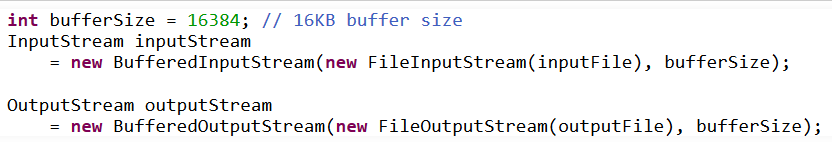 int bufferSize = 16384; // 16KB buffer size
InputStream inputStream
    = new BufferedInputStream(new FileInputStream(inputFile), bufferSize);

OutputStream outputStream
    = new BufferedOutputStream(new FileOutputStream(outputFile), bufferSize);